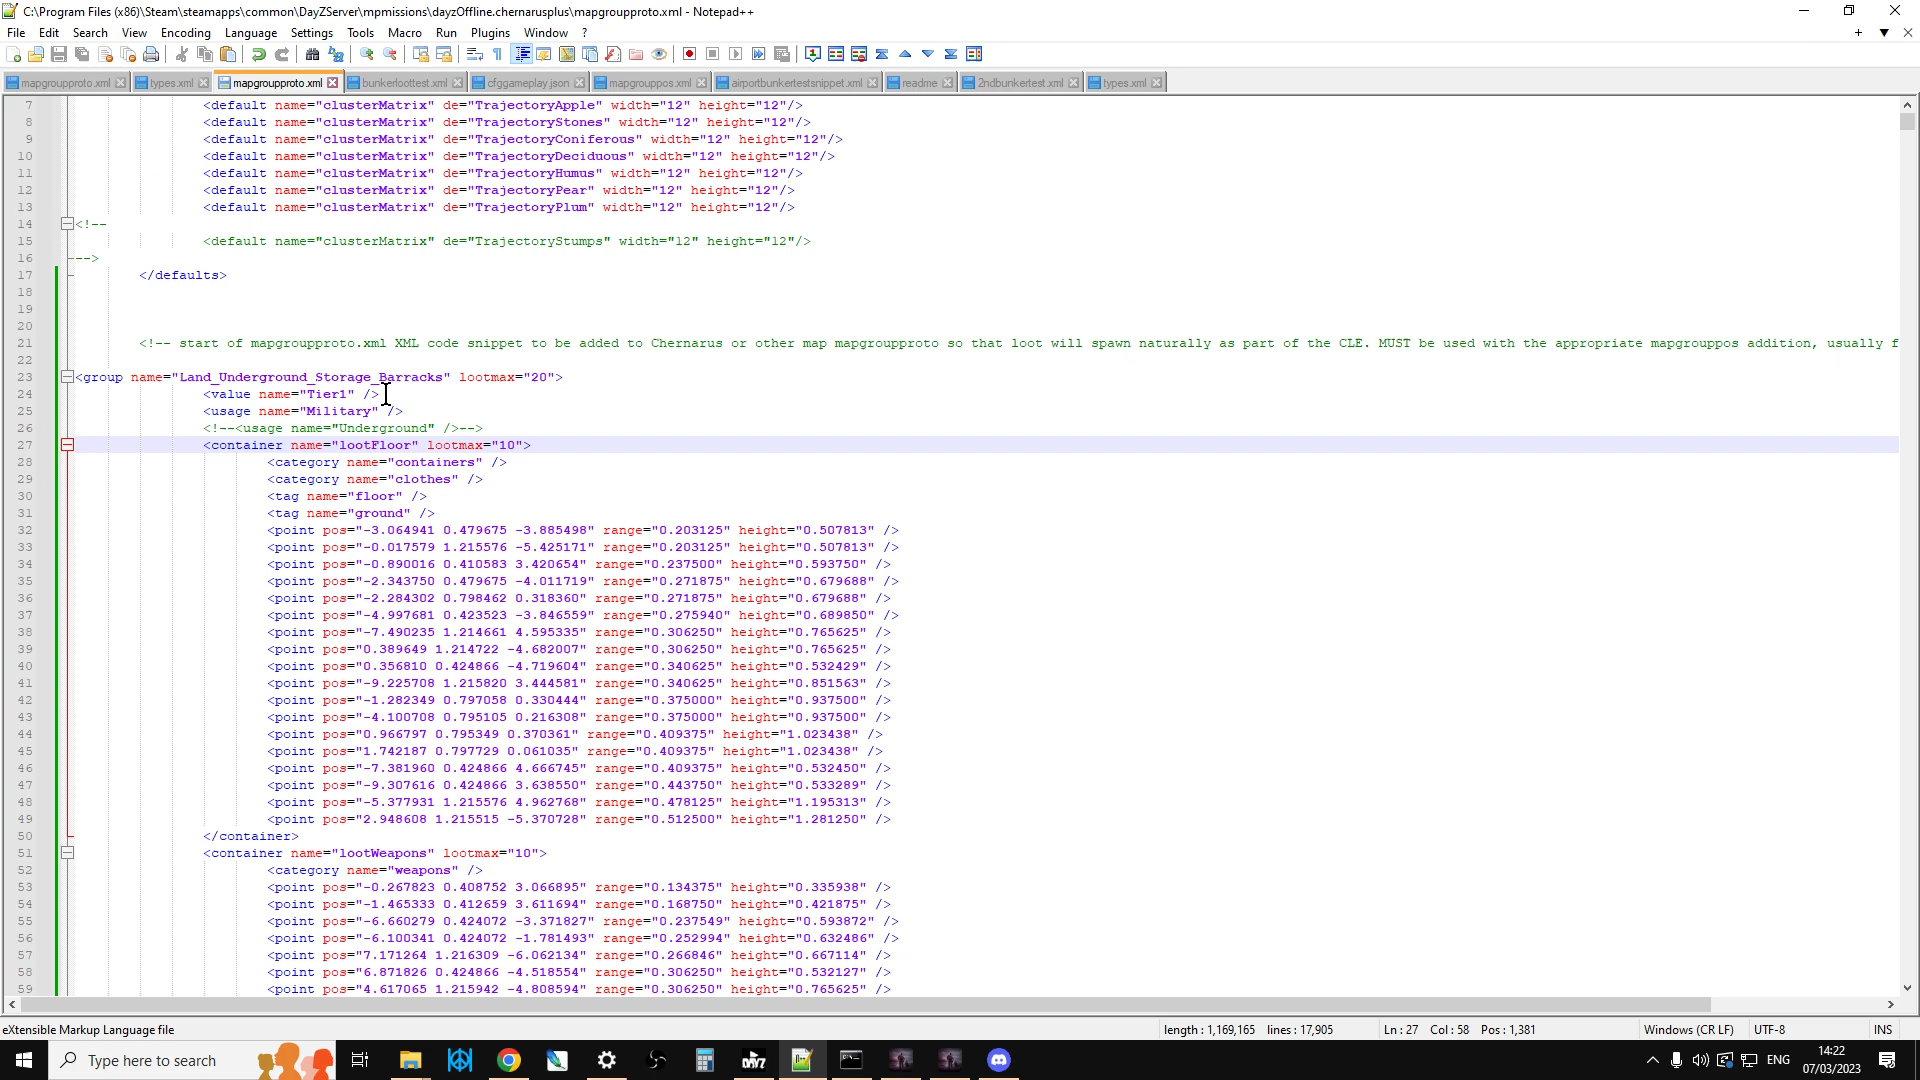 C:\Program Files (x86)\Steam\steamapps\common\DayZServer\mpmissions\dayzOffline.chernarusplus\mapgroupproto.xml - Notepad++
File Edit Search View Encoding Language Settings Tools Macro Run Plugins Window ?
mapgroupproto.xml types.xml mapgroupproto.xml bunkerloottest.xml cfggameplay.json mapgrouppos.xml airportbunkertestsnippet.xml readme 2ndbunkertest.xml types.xml
7 <default name="clusterMatrix" de="TrajectoryApple" width="12" height="12"/>
8 <default name="clusterMatrix" de="TrajectoryStones" width="12" height="12"/>
9 <default name="clusterMatrix" de="TrajectoryConiferous" width="12" height="12"/>
10 <default name="clusterMatrix" de="TrajectoryDeciduous" width="12" height="12"/>
11 <default name="clusterMatrix" de="TrajectoryHumus" width="12" height="12"/>
12 <default name="clusterMatrix" de="TrajectoryPear" width="12" height="12"/>
13 <default name="clusterMatrix" de="TrajectoryPlum" width="12" height="12"/>
14 <!--
15 <default name="clusterMatrix" de="TrajectoryStumps" width="12" height="12"/>
16 -->
17 </defaults>
18
19
20
21 <!-- start of mapgroupproto.xml XML code snippet to be added to Chernarus or other map mapgroupproto so that loot will spawn naturally as part of the CLE. MUST be used with the appropriate mapgrouppos addition, usually f
22
23 <group name="Land_Underground_Storage_Barracks" lootmax="20">
24 <value name="Tier1" />
25 <usage name="Military" />
26 <!--<usage name="Underground" />-->
27 <container name="lootFloor" lootmax="10">
28 <category name="containers" />
29 <category name="clothes" />
30 <tag name="floor" />
31 <tag name="ground" />
32 <point pos="-3.064941 0.479675 -3.885498" range="0.203125" height="0.507813" />
33 <point pos="-0.017579 1.215576 -5.425171" range="0.203125" height="0.507813" />
34 <point pos="-0.890016 0.410583 3.420654" range="0.237500" height="0.593750" />
35 <point pos="-2.343750 0.479675 -4.011719" range="0.271875" height="0.679688" />
36 <point pos="-2.284302 0.798462 0.318360" range="0.271875" height="0.679688" />
37 <point pos="-4.997681 0.423523 -3.846559" range="0.275940" height="0.689850" />
38 <point pos="-7.490235 1.214661 4.595335" range="0.306250" height="0.765625" />
39 <point pos="0.389649 1.214722 -4.682007" range="0.306250" height="0.765625" />
40 <point pos="0.356810 0.424866 -4.719604" range="0.340625" height="0.532429" />
41 <point pos="-9.225708 1.215820 3.444581" range="0.340625" height="0.851563" />
42 <point pos="-1.282349 0.797058 0.330444" range="0.375000" height="0.937500" />
43 <point pos="-4.100708 0.795105 0.216308" range="0.375000" height="0.937500" />
44 <point pos="0.966797 0.795349 0.370361" range="0.409375" height="1.023438" />
45 <point pos="1.742187 0.797729 0.061035" range="0.409375" height="1.023438" />
46 <point pos="-7.381960 0.424866 4.666745" range="0.409375" height="0.532450" />
47 <point pos="-9.307616 0.424866 3.638550" range="0.443750" height="0.533289" />
48 <point pos="-5.377931 1.215576 4.962768" range="0.478125" height="1.195313" />
49 <point pos="2.948608 1.215515 -5.370728" range="0.512500" height="1.281250" />
50 </container>
51 <container name="lootWeapons" lootmax="10">
52 <category name="weapons" />
53 <point pos="-0.267823 0.408752 3.066895" range="0.134375" height="0.335938" />
54 <point pos="-1.465333 0.412659 3.611694" range="0.168750" height="0.421875" />
55 <point pos="-6.660279 0.424072 -3.371827" range="0.237549" height="0.593872" />
56 <point pos="-6.100341 0.424072 -1.781493" range="0.252994" height="0.632486" />
57 <point pos="7.171264 1.216309 -6.062134" range="0.266846" height="0.667114" />
58 <point pos="6.871826 0.424866 -4.518554" range="0.306250" height="0.532127" />
59 <point pos="4.617065 1.215942 -4.808594" range="0.306250" height="0.765625" />
eXtensible Markup Language file length : 1,169,165 lines : 17,905 Ln : 27 Col : 58 Pos : 1,381 Windows (CR LF) UTF-8 INS
Type here to search DAYZ ENG 14:22
07/03/2023